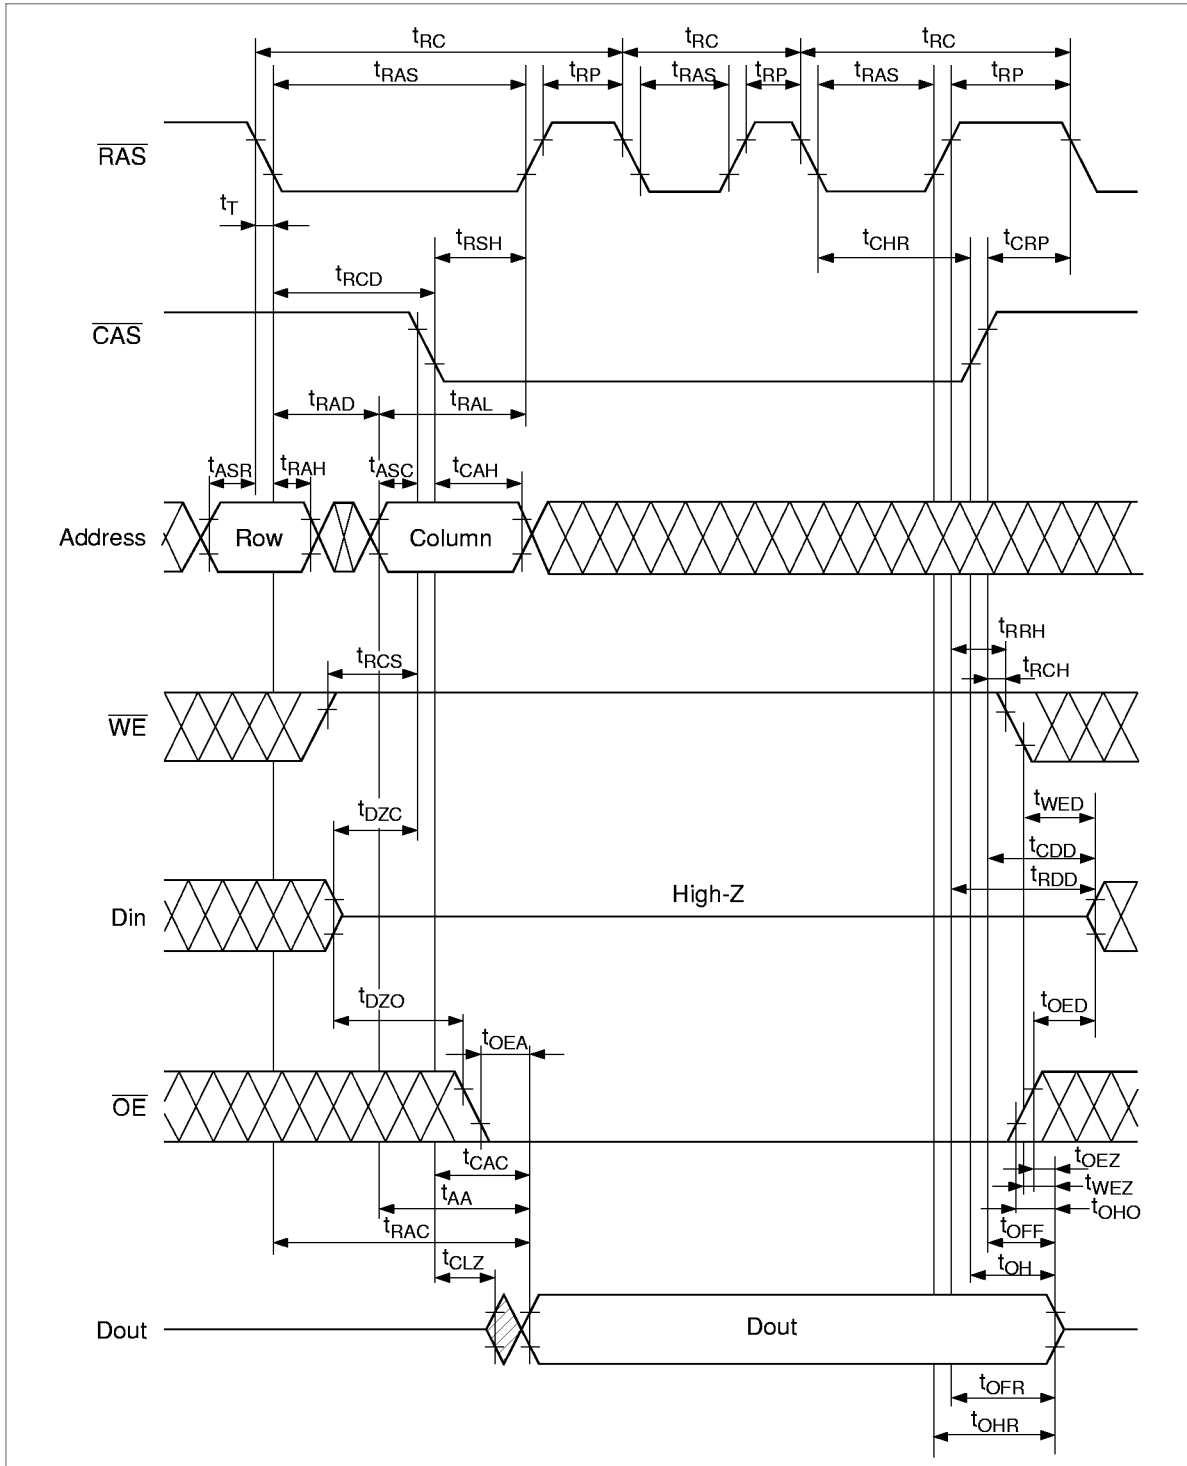 tRC tRC tRC
tRAS tRP tRAS tRP tRAS tRP
RAS
tT
tRSH tCHR tCRP
tRCD
CAS
tRAD tRAL
tASR tRAH tASC tCAH
Address Row Column
tRRH
tRCS tRCH
WE
tWED
tDZC
tCDD
tRDD
High-Z
Din
tDZO tOED
tOEA
OE
tCAC tOEZ
tAA tWEZ
tOHO
tRAC tOFF
tCLZ tOH
Dout Dout
tOFR
tOHR